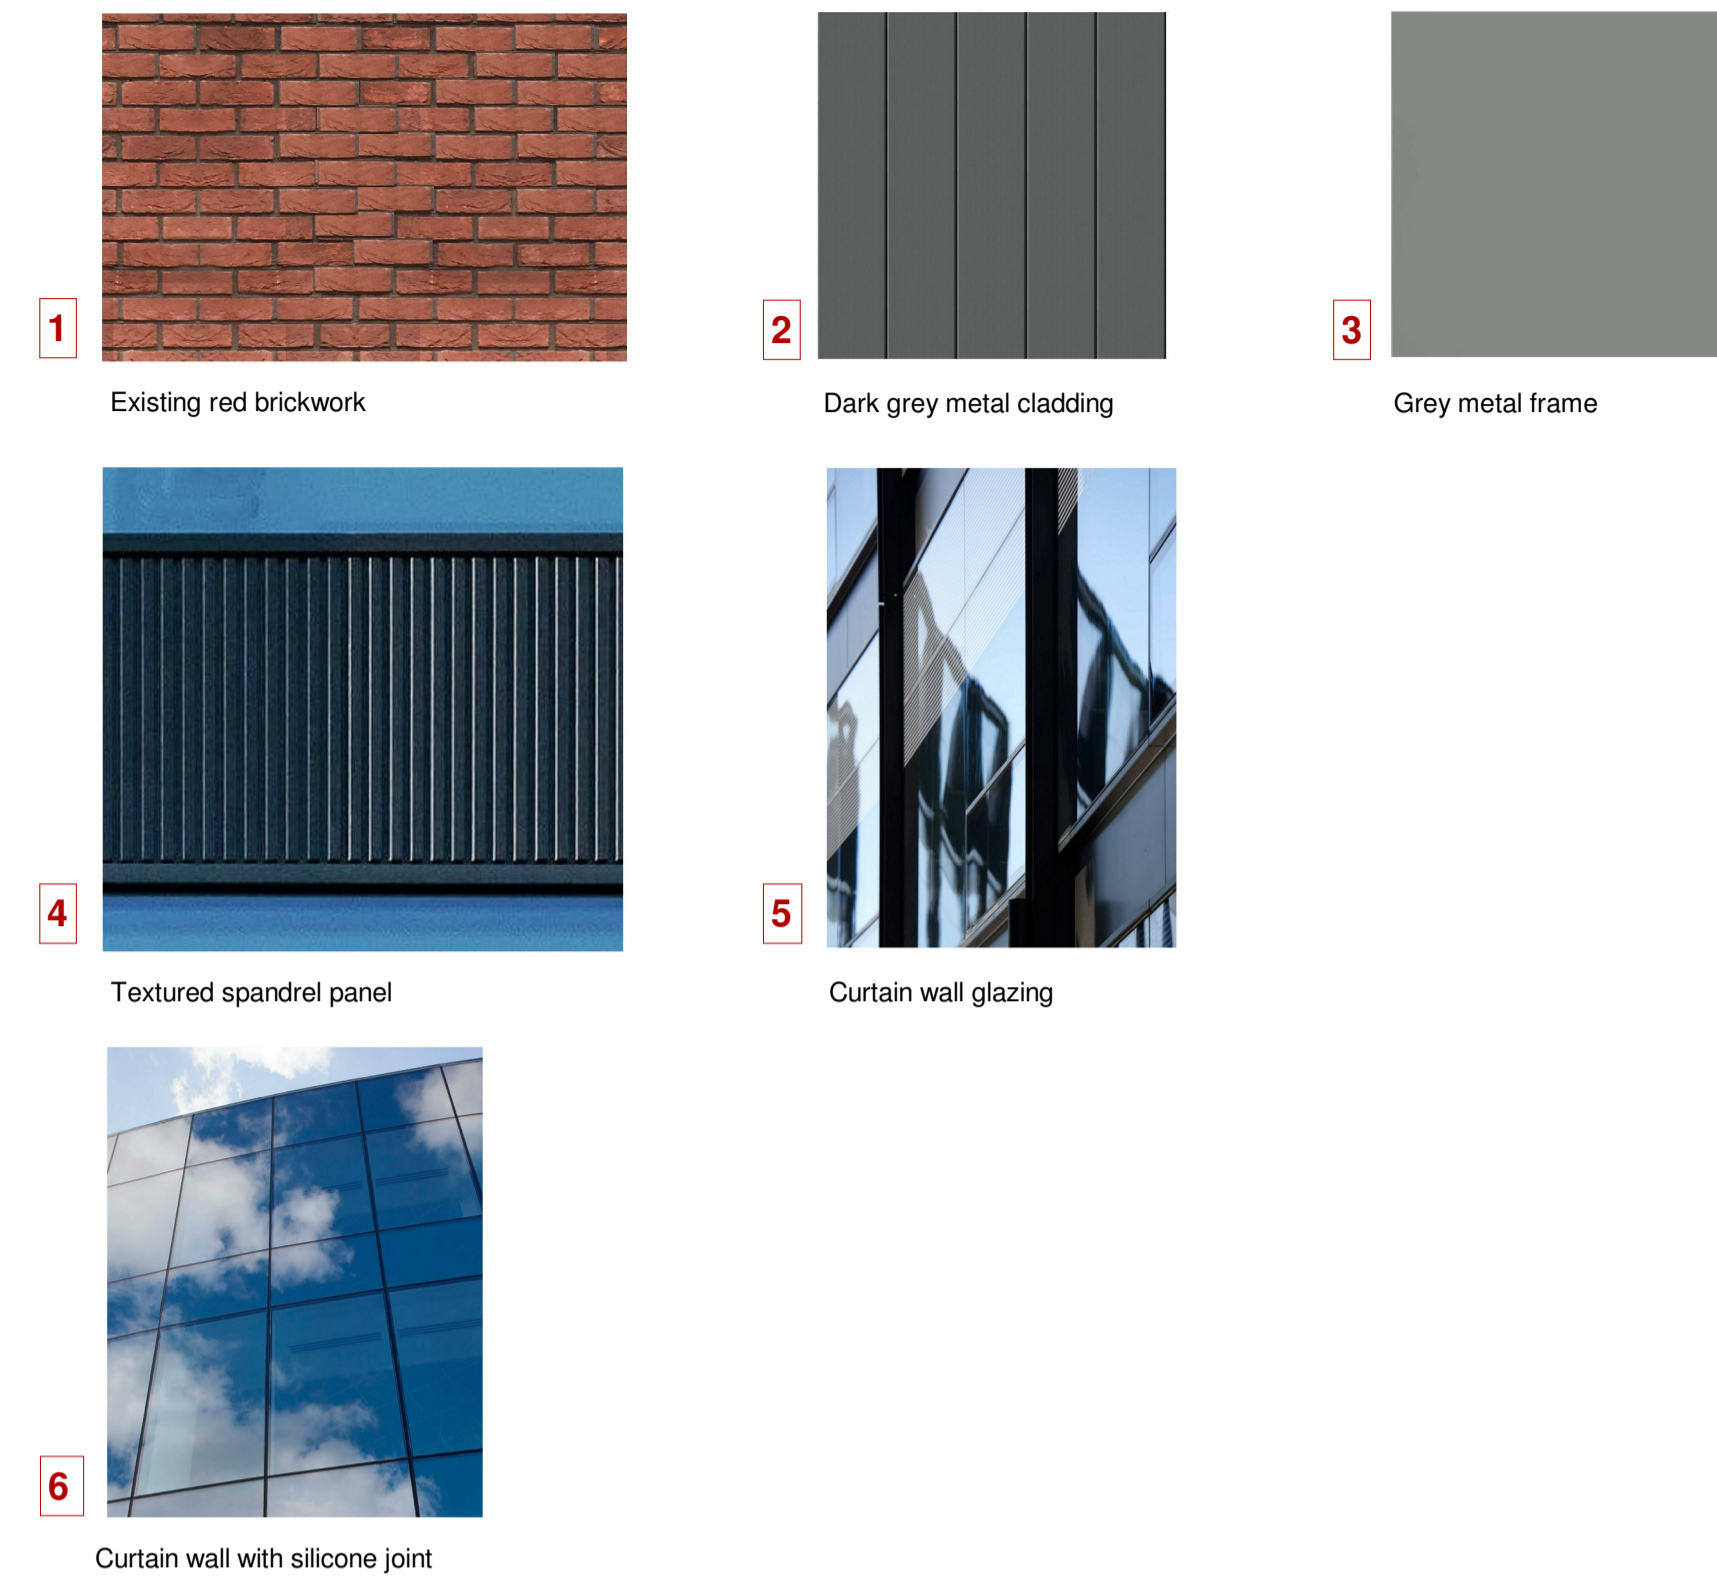 1
Existing red brickwork
2
Dark grey metal cladding
3
Grey metal frame
4
Textured spandrel panel
5
Curtain wall glazing
6
Curtain wall with silicone joint